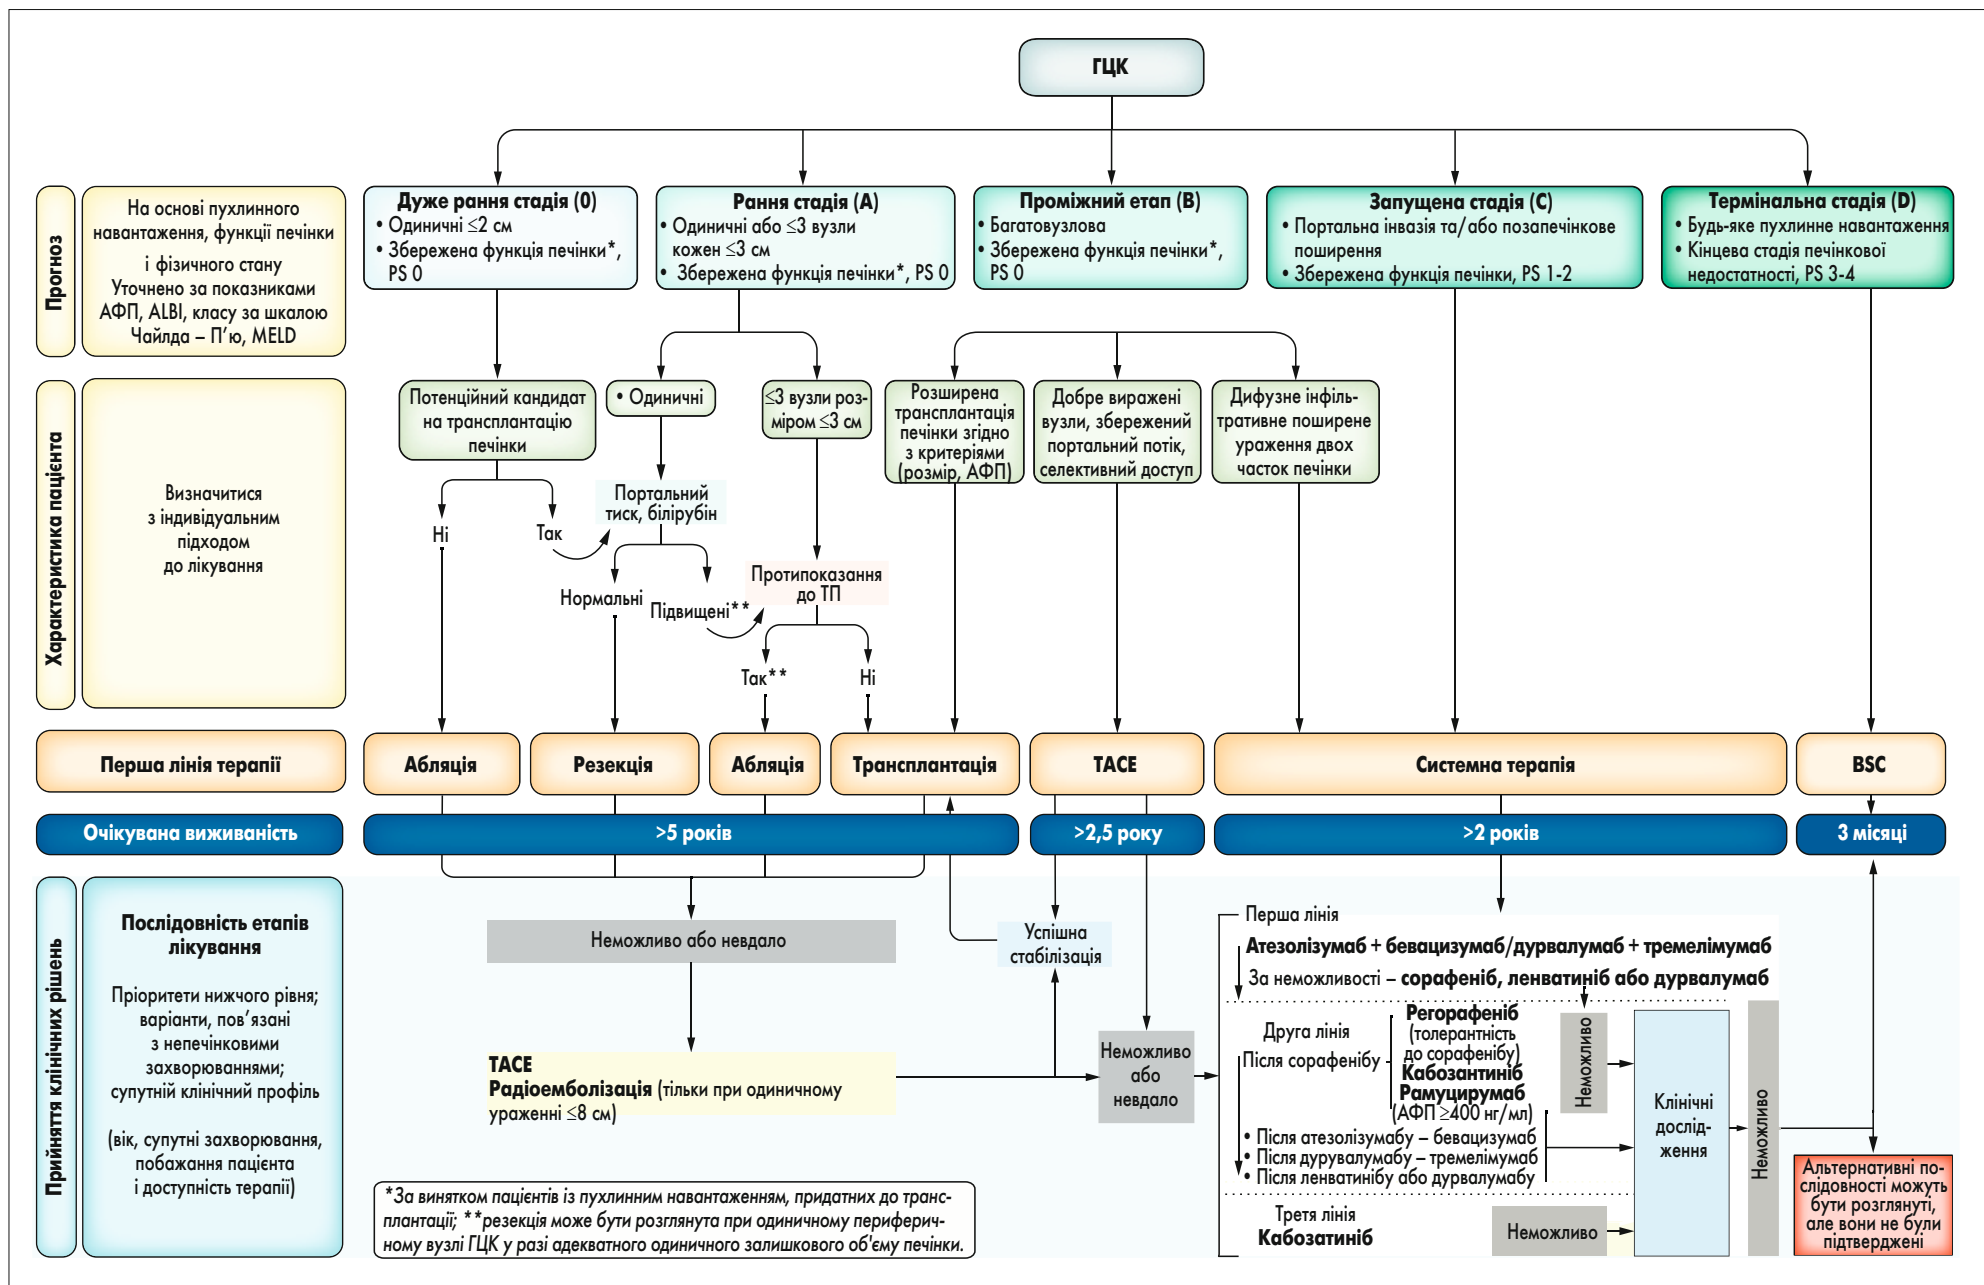 ГЦК
Прогноз
На основі пухлинного
навантаження, функції печінки
і фізичного стану
Уточнено за показниками
АФП, ALBI, класу за шкалою
Чайлда – П’ю, MELD
Дуже рання стадія (0)
• Одиничні ≤2 см
• Збережена функція печінки*,
PS 0
Рання стадія (А)
• Одиничні або ≤3 вузли
кожен ≤3 см
• Збережена функція печінки*, PS 0
Проміжний етап (В)
• Багатовузлова
• Збережена функція печінки*,
PS 0
Запущена стадія (С)
• Портальна інвазія та/або позапечінкове
поширення
• Збережена функція печінки, PS 1-2
Термінальна стадія (D)
• Будь-яке пухлинне навантаження
• Кінцева стадія печінкової
недостатності, PS 3-4
Характеристика пацієнта
Визначитися
з індивідуальним
підходом
до лікування
Потенційний кандидат
на трансплантацію
печінки
• Одиничні
≤3 вузли роз-
міром ≤3 см
Розширена
трансплантація
печінки згідно
з критеріями
(розмір, АФП)
Добре виражені
вузли, збережений
портальний потік,
селективний доступ
Дифузне інфіль-
тративне поширене
ураження двох
часток печінки
Ні
Так
Портальний
тиск, білірубін
Нормальні
Підвищені**
Протипоказання
до ТП
Так**
Ні
Перша лінія терапії
Абляція
Резекція
Абляція
Трансплантація
TACE
Системна терапія
BSC
Очікувана виживаність
>5 років
>2,5 року
>2 років
3 місяці
Прийняття клінічних рішень
Послідовність етапів
лікування
Пріоритети нижчого рівня;
варіанти, пов’язані
з непечінковими
захворюваннями;
супутній клінічний профіль
(вік, супутні захворювання,
побажання пацієнта
і доступність терапії)
Неможливо або невдало
Успішна
стабілізація
TACE
Радіоемболізація (тільки при одиничному
ураженні ≤8 см)
Неможливо
або
невдало
Перша лінія
Атезолізумаб + бевацизумаб/дурвалумаб + тремелімумаб
За неможливості – сорафеніб, ленватиніб або дурвалумаб
Друга лінія
Після сорафенібу
Регорафеніб
(толерантність
до сорафенібу)
Кабозантиніб
Рамуцирумаб
(АФП ≥400 нг/мл)
• Після атезолізумабу – бевацизумаб
• Після дурувалумабу – тремелімумаб
• Після ленватинібу або дурвалумабу
Неможливо
Третя лінія
Кабозатиніб
Неможливо
Клінічні
дослід-
ження
Неможливо
Альтернативні по-
слідовності можуть
бути розглянуті,
але вони не були
підтверджені
*За винятком пацієнтів із пухлинним навантаженням, придатних до транс-
плантації; **резекція може бути розглянута при одиничному периферич-
ному вузлі ГЦК у разі адекватного одиничного залишкового об'єму печінки.